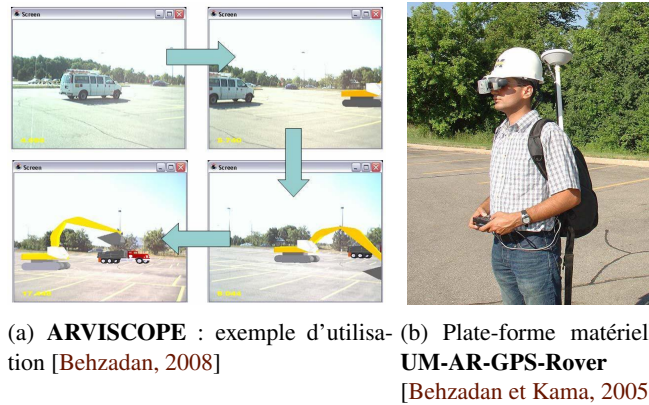 Screen
Screen
Screen
Screen
(a) ARVISCOPE : exemple d'utilisa-
tion [Behzadan, 2008]
(b) Plate-forme matériel
UM-AR-GPS-Rover
[Behzadan et Kama, 2005